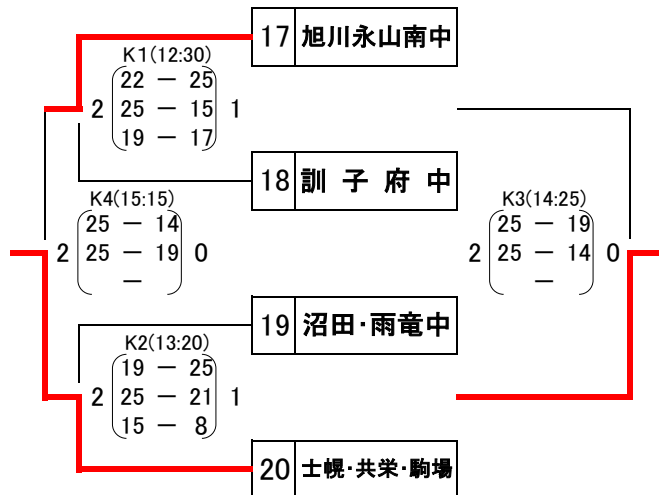 17 旭川永山南中
K1(12:30)
22 － 25
2 25 － 15 1
19 － 17
18 訓子府中
K4(15:15)
25 － 14
2 25 － 19 0
－
K3(14:25)
25 － 19
2 25 － 14 0
－
19 沼田・雨竜中
K2(13:20)
19 － 25
2 25 － 21 1
15 － 8
20 士幌・共栄・駒場